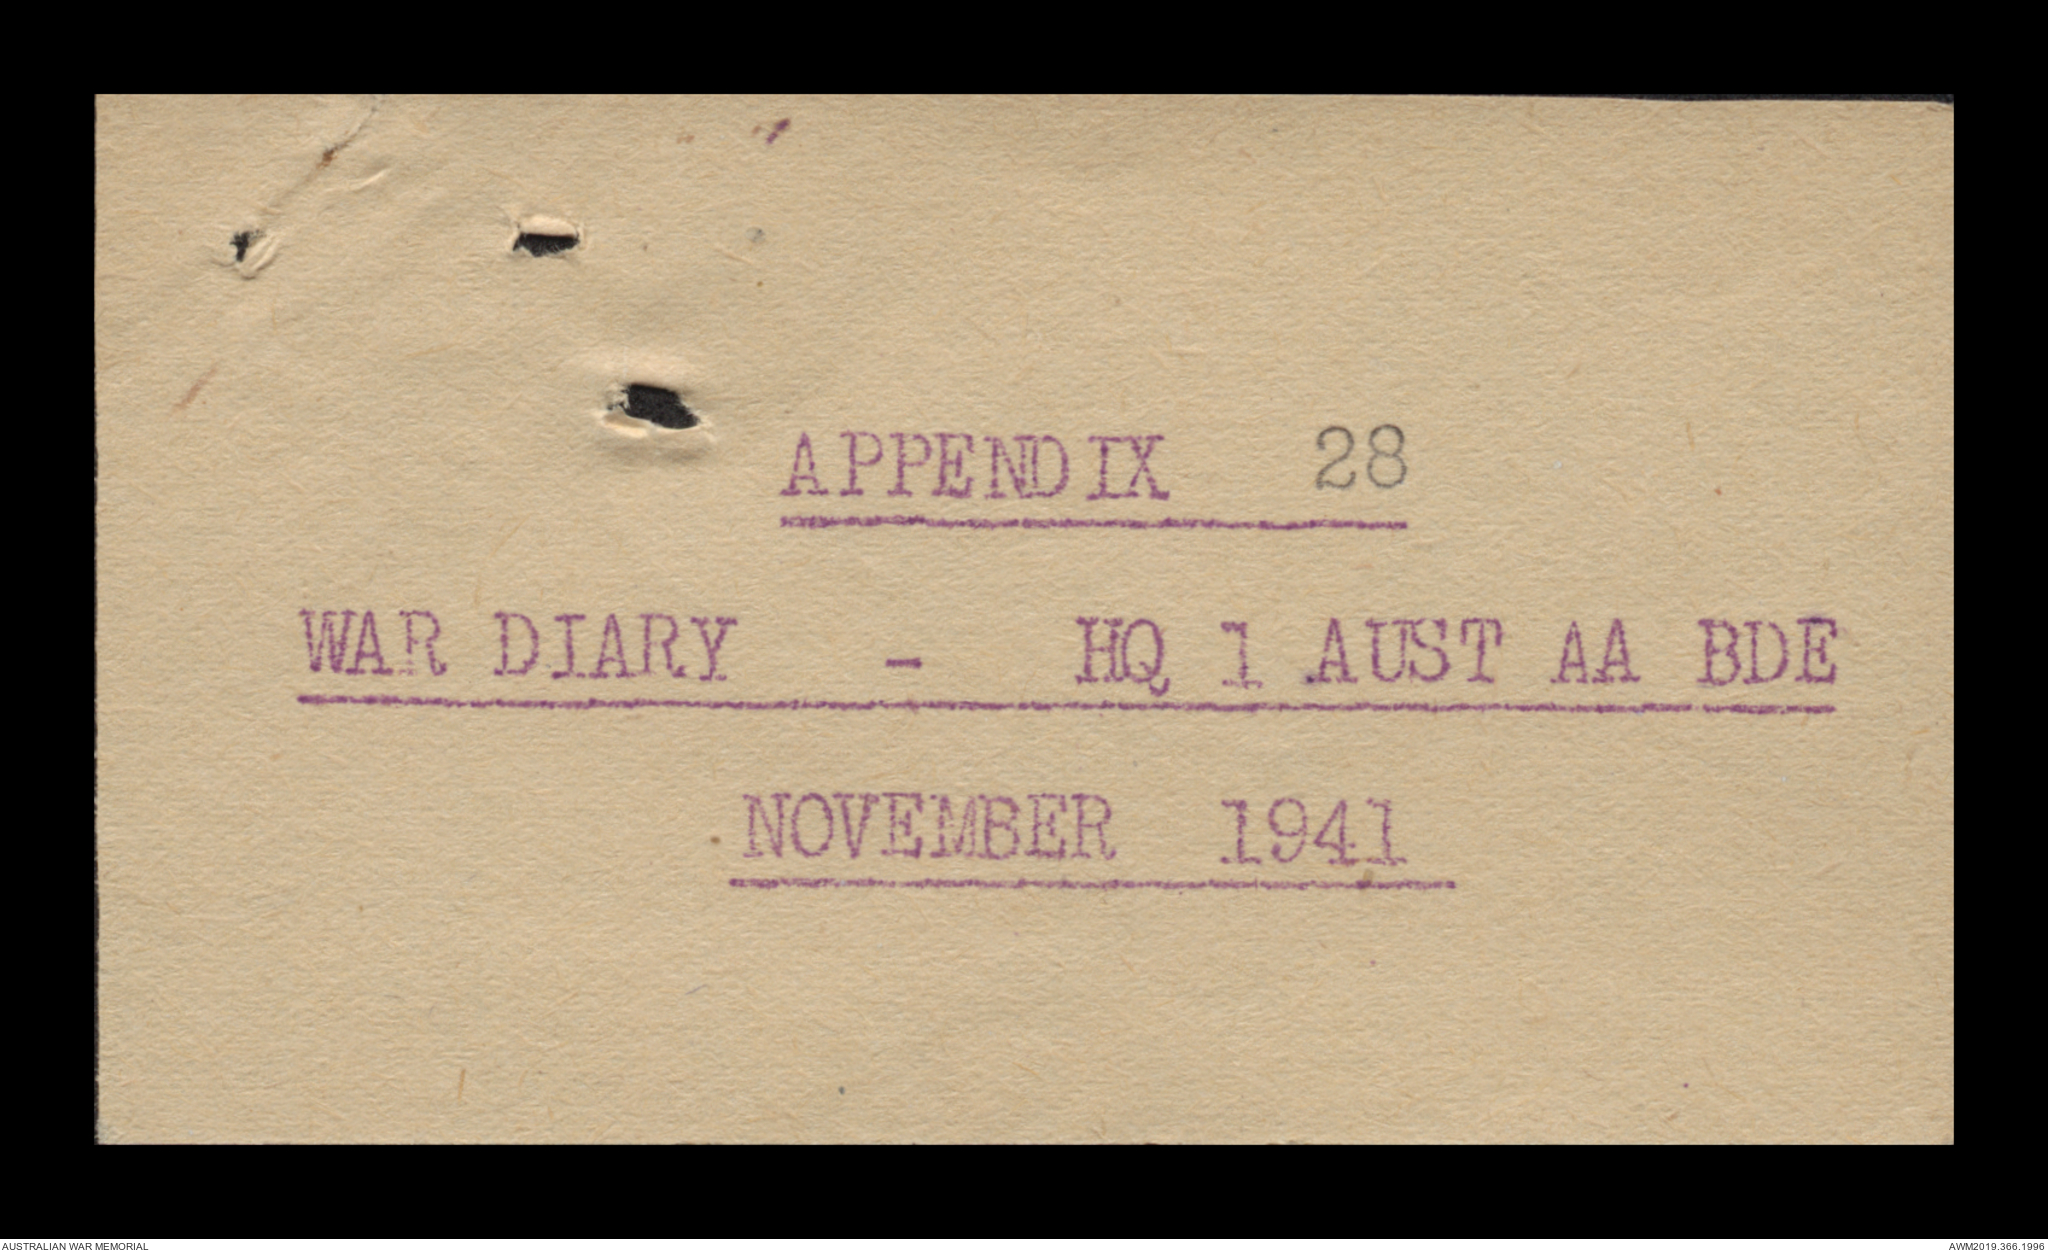 APPENDIX 28
WAR DIARY - HQ 1 AUST AA BDE
NOVEMBER 1941
AUSTRALIAN WAR MEMORIAL
AWM2019.366.1996